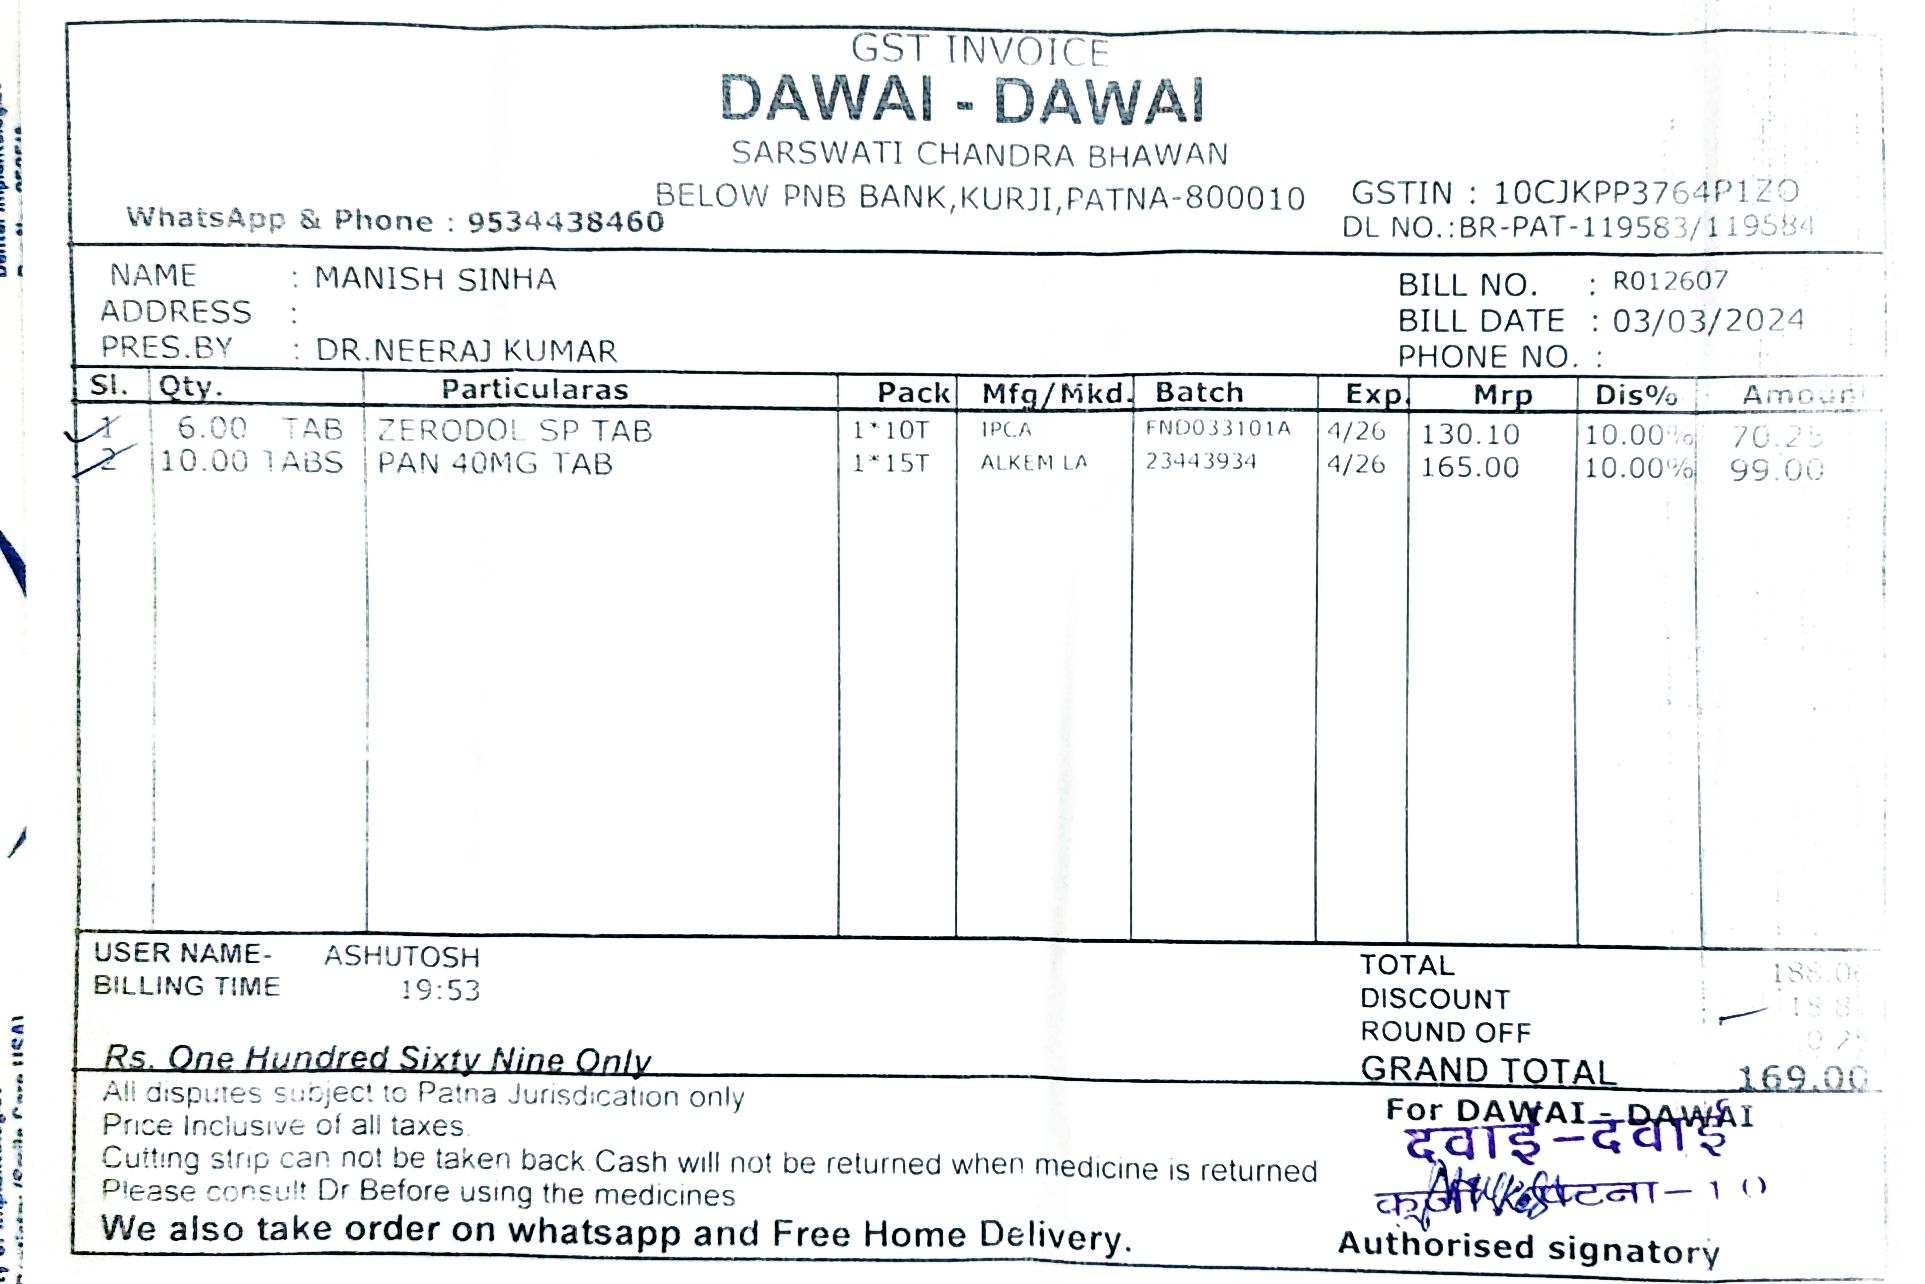 GST INVOICE
DAWAI - DAWAI
SARSWATI CHANDRA BHAWAN
BELOW PNB BANK,KURJI,PATNA-800010
WhatsApp & Phone : 9534438460
GSTIN : 10CJKPP3764P1ZO
DL NO.:BR-PAT-119583/119584
NAME : MANISH SINHA
ADDRESS :
PRES.BY : DR.NEERAJ KUMAR
BILL NO. : R012607
BILL DATE : 03/03/2024
PHONE NO. :
Sl. Qty. Particularas Pack Mfg/Mkd. Batch Exp. Mrp Dis% Amount
1 6.00 TAB ZERODOL SP TAB 1*10T IPCA FND033101A 4/26 130.10 10.00% 70.25
2 10.00 TABS PAN 40MG TAB 1*15T ALKEM LA 23443934 4/26 165.00 10.00% 99.00
USER NAME- ASHUTOSH
BILLING TIME 19:53
TOTAL
DISCOUNT
ROUND OFF
Rs. One Hundred Sixty Nine Only
GRAND TOTAL 169.00
All disputes subject to Patna Jurisdication only
Price Inclusive of all taxes
Cutting strip can not be taken back Cash will not be returned when medicine is returned
Please consult Dr Before using the medicines
We also take order on whatsapp and Free Home Delivery.
For DAWAI - DAWAI
दवाई-दवाई
पटना-10
Authorised signatory